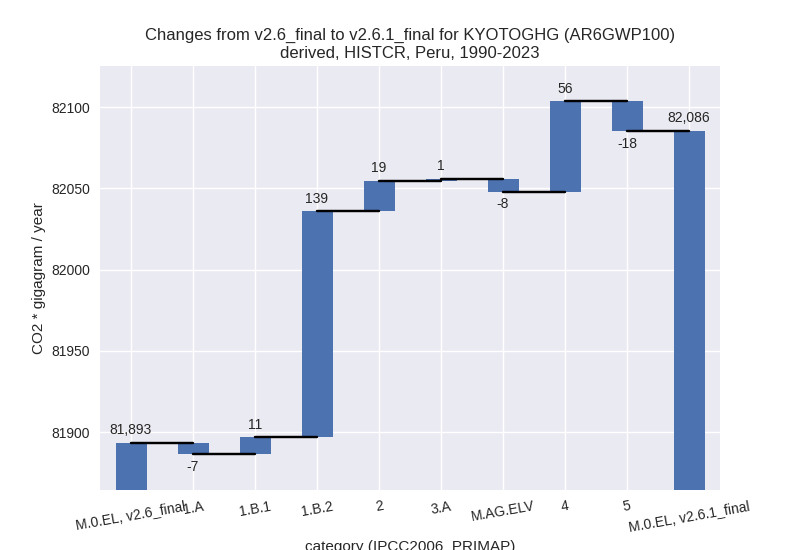 Changes from v2.6_final to v2.6.1_final for KYOTOGHG (AR6GWP100)
derived, HISTCR, Peru, 1990-2023
CO2 * gigagram / year
82100
82050
82000
81950
81900
81,893
-7
11
139
19
1
-8
56
-18
82,086
M.0.EL, v2.6_final
1.A
1.B.1
1.B.2
2
3.A
M.AG.ELV
4
5
M.0.EL, v2.6.1_final
category (IPCC2006_PRIMAP)